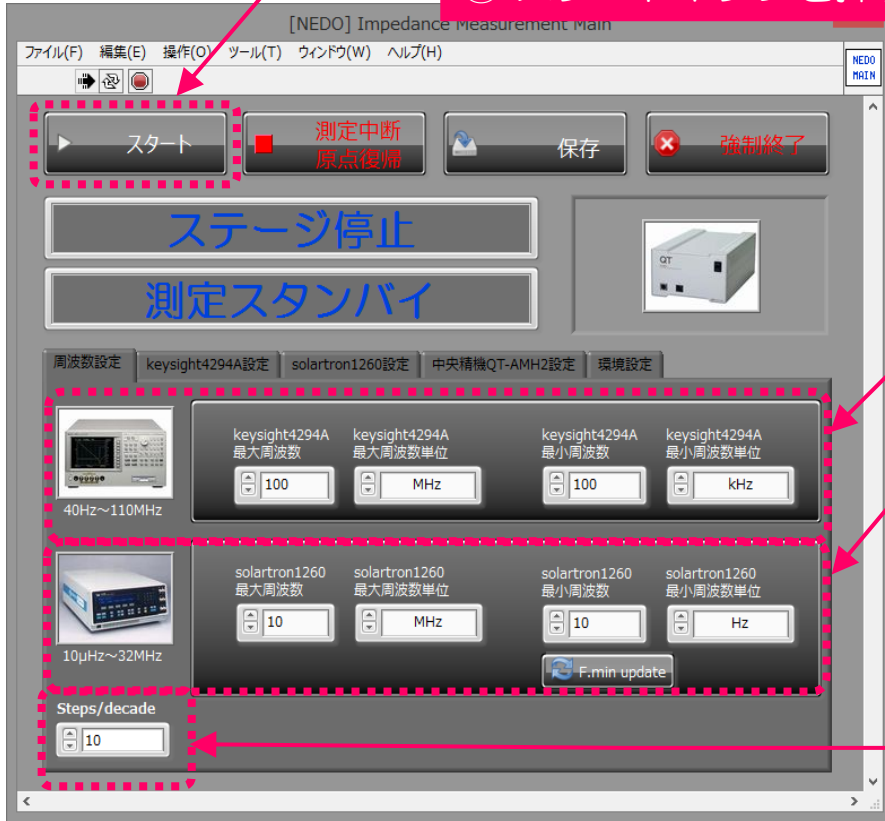 [NEDO] Impedance Measurement Main
ファイル(F) 編集(E) 操作(O) ツール(T) ウィンドウ(W) ヘルプ(H)
NEDO
MAIN
スタート
測定中断
原点復帰
保存
強制終了
ステージ停止
測定スタンバイ
QT
周波数設定 keysight4294A設定 solartron1260設定 中央精機QT-AMH2設定 環境設定
keysight4294A
最大周波数
keysight4294A
最大周波数単位
keysight4294A
最小周波数
keysight4294A
最小周波数単位
100 MHz 100 kHz
40Hz～110MHz
solartron1260
最大周波数
solartron1260
最大周波数単位
solartron1260
最小周波数
solartron1260
最小周波数単位
10 MHz 10 Hz
10μHz～32MHz
F.min update
Steps/decade
10